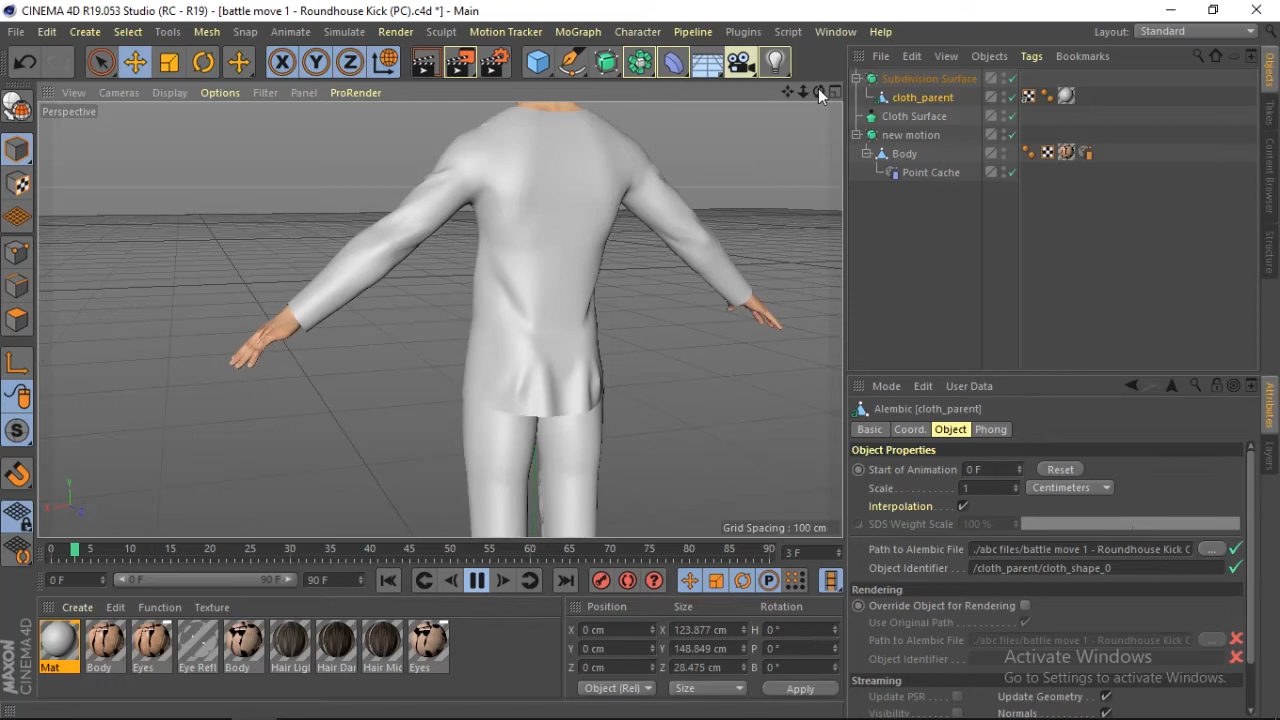 CINEMA 4D R19.053 Studio (RC - R19) - [battle move 1 - Roundhouse Kick (PC).c4d *] - Main
File Edit Create Select Tools Mesh Snap Animate Simulate Render Sculpt Motion Tracker MoGraph Character Pipeline Plugins Script Window Help Layout: Standard
X Y Z
File Edit View Objects Tags Bookmarks
View Cameras Display Options Filter Panel ProRender
Perspective
Subdivision Surface
cloth_parent
Cloth Surface
new motion
Body
Point Cache
Objects
Takes
Content Browser
Structure
Grid Spacing : 100 cm
Mode Edit User Data
Alembic [cloth_parent]
Basic Coord. Object Phong
Object Properties
Start of Animation 0 F Reset
Scale 1 Centimeters
Interpolation
SDS Weight Scale 100 %
Path to Alembic File ./abc files/battle move 1 - Roundhouse Kick ( ...
Object Identifier /cloth_parent/cloth_shape_0
Rendering
Override Object for Rendering
Use Original Path
Path to Alembic File ./abc files/battle move 1 - Roundhouse Kick ( ...
Object Identifier
Streaming
Update PSR Update Geometry
Visibility Normals
Attributes
Layers
Activate Windows
Go to Settings to activate Windows.
0 5 10 15 20 25 30 35 40 45 50 55 60 65 70 75 80 85 90 3 F
0 F 0 F 90 F 90 F
Create Edit Function Texture
Mat Body Eyes Eye Refl Body Hair Ligl Hair Dar Hair Mic Eyes
Position Size Rotation
X 0 cm X 123.877 cm H 0 °
Y 0 cm Y 148.849 cm P 0 °
Z 0 cm Z 28.475 cm B 0 °
Object (Rel) Size Apply
MAXON
CINEMA 4D